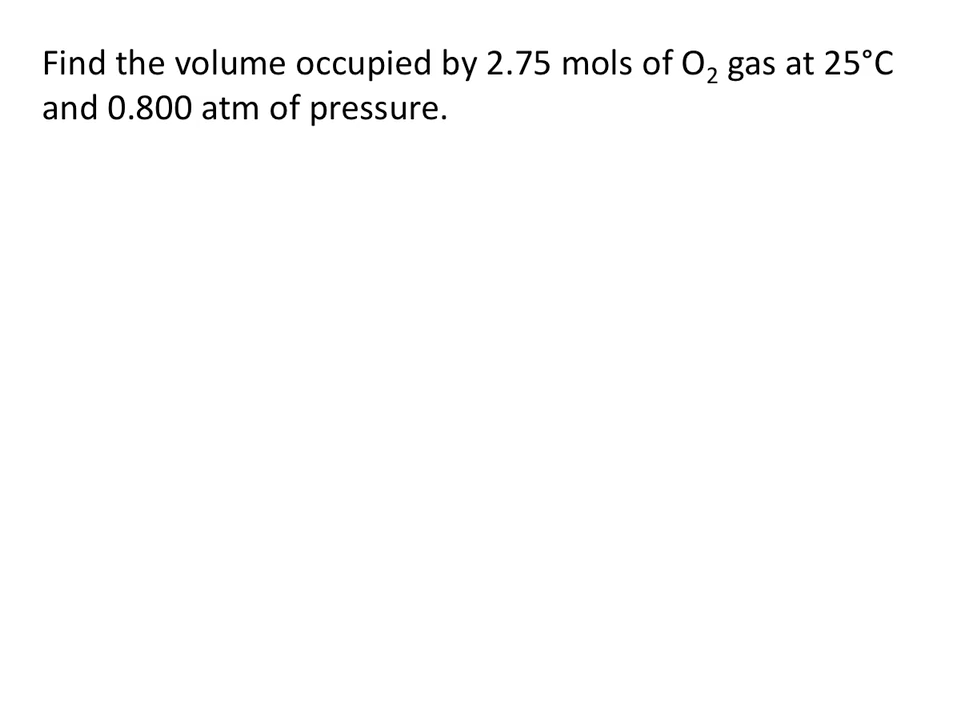 Find the volume occupied by 2.75 mols of O₂ gas at 25°C
and 0.800 atm of pressure.